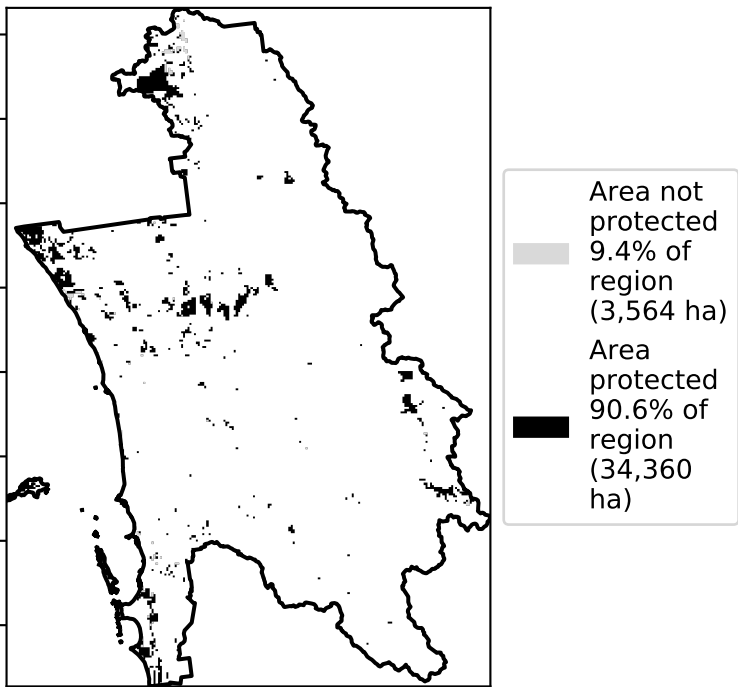 Area not
protected
9.4% of
region
(3,564 ha)
Area
protected
90.6% of
region
(34,360
ha)